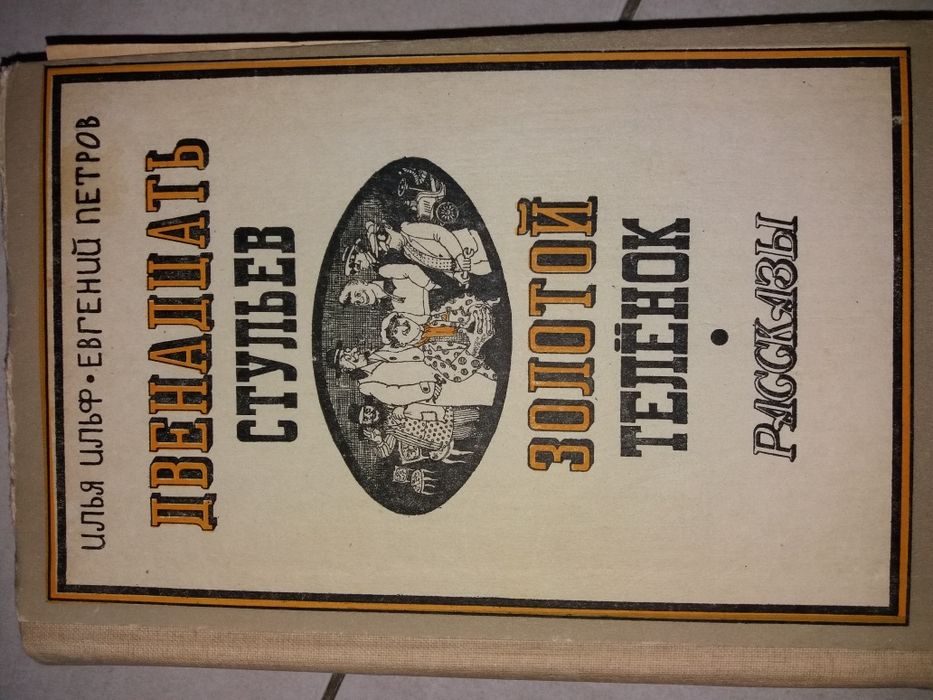 ИЛЬЯ ИЛЬФ • ЕВГЕНИЙ ПЕТРОВ
ДВЕНАДЦАТЬ
СТУЛЬЕВ
ЗОЛОТОЙ
ТЕЛЁНОК
•
РАССКАЗЫ